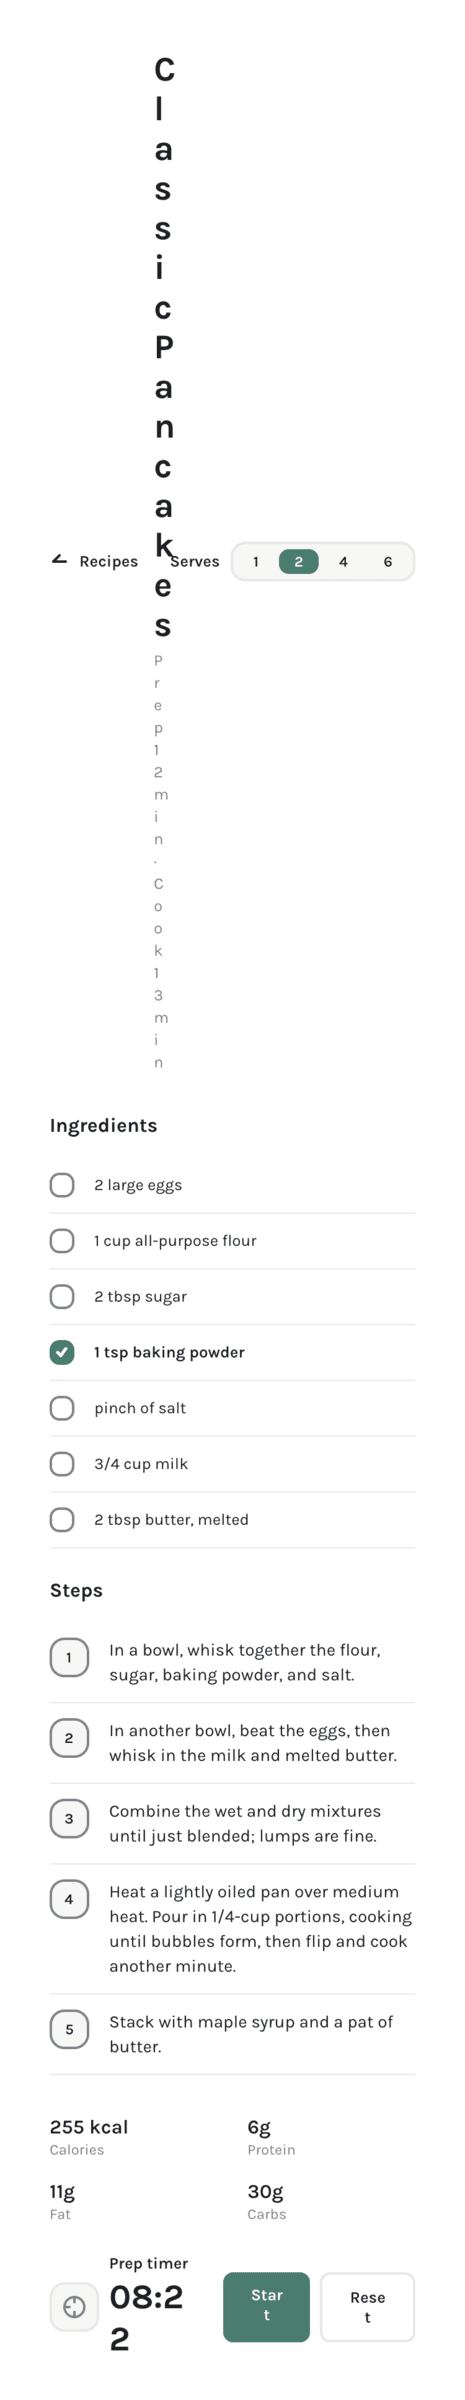 Recipes
Classic Pancakes
Prep 12 min · Cook 13 min
Serves
1 2 4 6
Ingredients
2 large eggs
1 cup all-purpose flour
2 tbsp sugar
1 tsp baking powder
pinch of salt
3/4 cup milk
2 tbsp butter, melted
Steps
1
In a bowl, whisk together the flour,
sugar, baking powder, and salt.
2
In another bowl, beat the eggs, then
whisk in the milk and melted butter.
3
Combine the wet and dry mixtures
until just blended; lumps are fine.
4
Heat a lightly oiled pan over medium
heat. Pour in 1/4-cup portions, cooking
until bubbles form, then flip and cook
another minute.
5
Stack with maple syrup and a pat of
butter.
255 kcal
Calories
6g
Protein
11g
Fat
30g
Carbs
Prep timer
08:2
2
Star
t
Rese
t